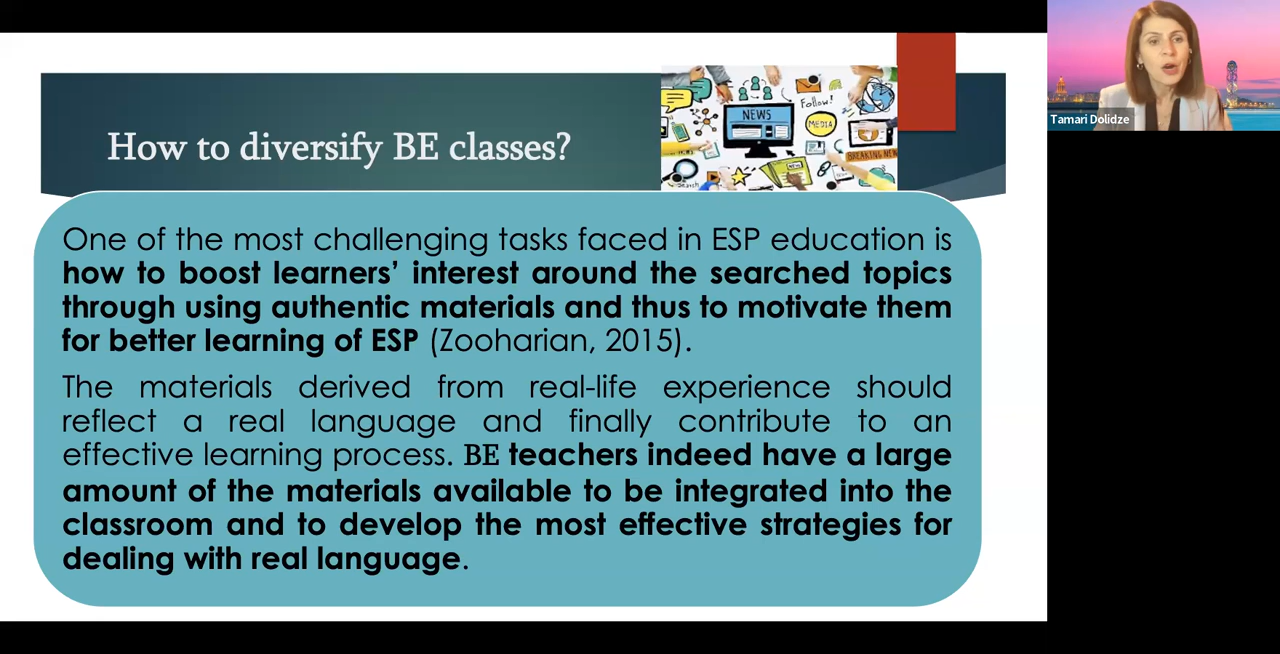 How to diversify BE classes?
NEWS
Follow!
MEDIA
BREAKING NEWS
Search
One of the most challenging tasks faced in ESP education is
how to boost learners’ interest around the searched topics
through using authentic materials and thus to motivate them
for better learning of ESP (Zooharian, 2015).
The materials derived from real-life experience should
reflect a real language and finally contribute to an
effective learning process. BE teachers indeed have a large
amount of the materials available to be integrated into the
classroom and to develop the most effective strategies for
dealing with real language.
Tamari Dolidze